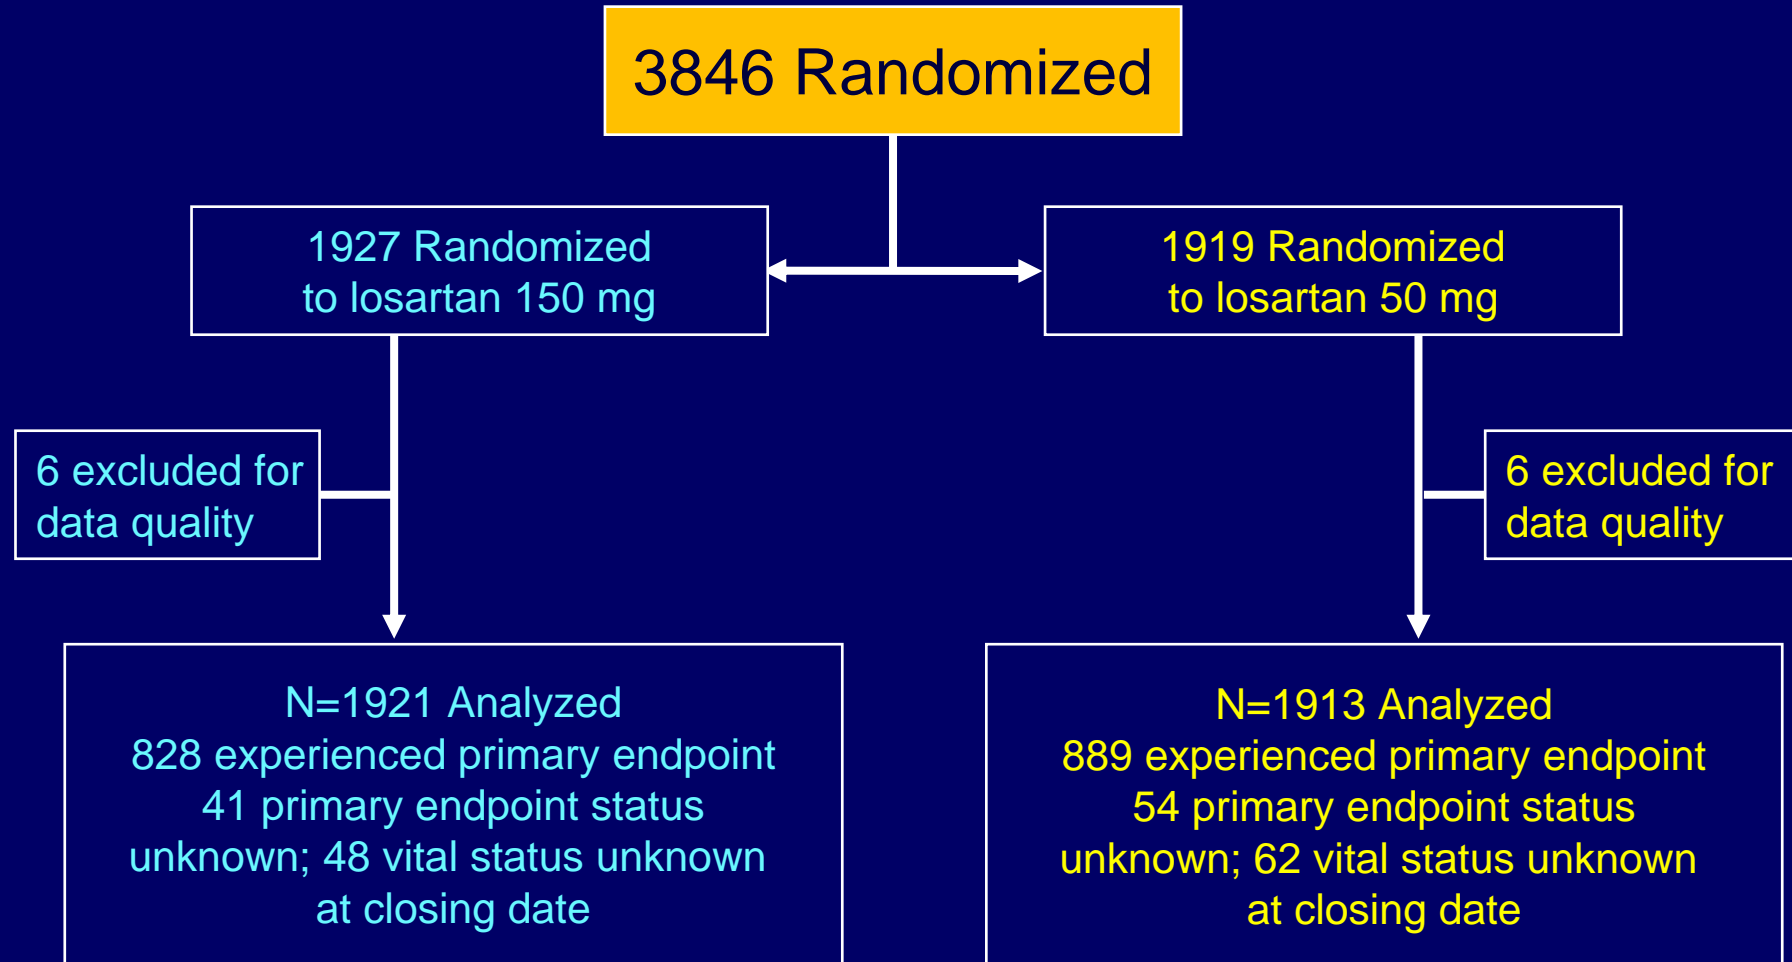 3846 Randomized
1927 Randomized
to losartan 150 mg
1919 Randomized
to losartan 50 mg
6 excluded for
data quality
6 excluded for
data quality
N=1921 Analyzed
828 experienced primary endpoint
41 primary endpoint status
unknown; 48 vital status unknown
at closing date
N=1913 Analyzed
889 experienced primary endpoint
54 primary endpoint status
unknown; 62 vital status unknown
at closing date